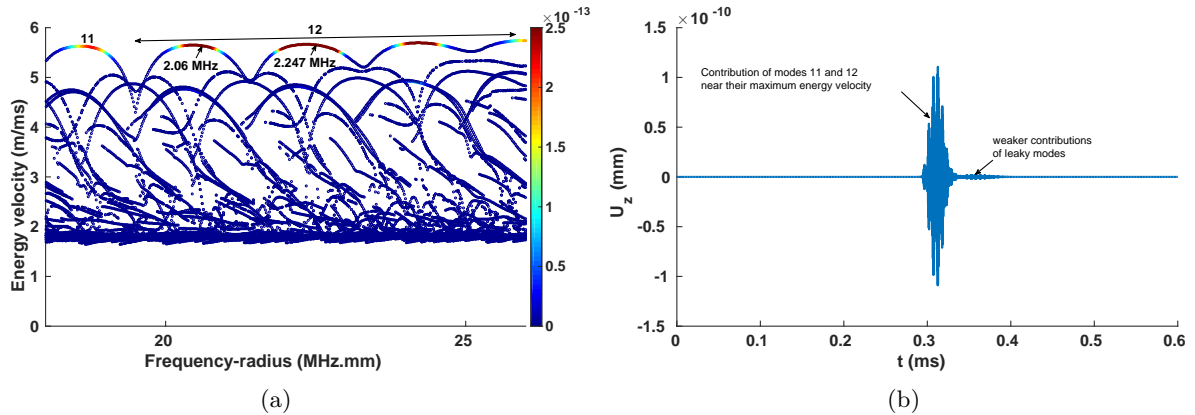 ×10⁻¹³
11
12
2.06 MHz
2.247 MHz
6
5
4
3
2
1
0
20
25
2.5
2
1.5
1
0.5
0
Energy velocity (m/ms)
Frequency-radius (MHz.mm)
(a)
×10⁻¹⁰
1.5
1
0.5
0
-0.5
-1
-1.5
Contribution of modes 11 and 12
near their maximum energy velocity
weaker contributions
of leaky modes
U_z (mm)
0
0.1
0.2
0.3
0.4
0.5
0.6
t (ms)
(b)